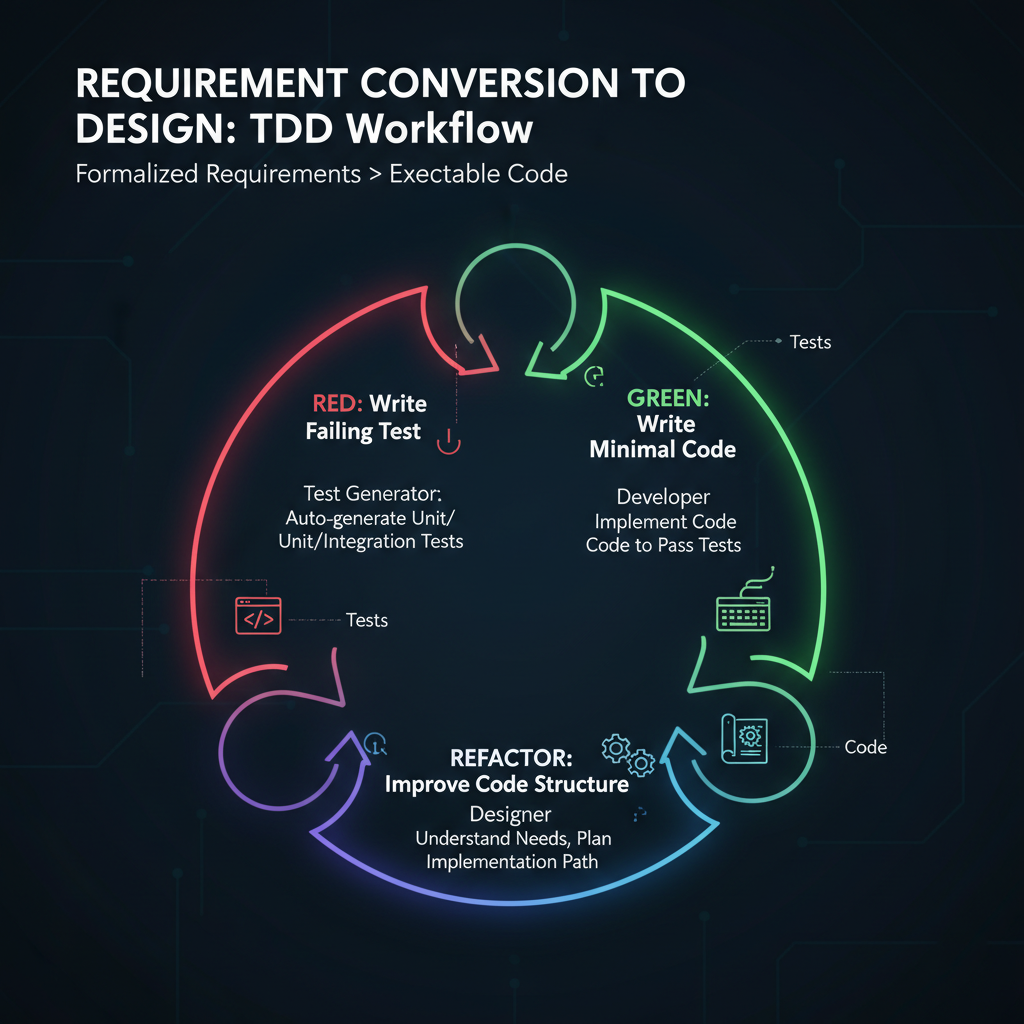 REQUIREMENT CONVERSION TO
DESIGN: TDD Workflow
Formalized Requirements > Exectable Code
RED: Write
Failing Test
Test Generator:
Auto-generate Unit/
Unit/Integration Tests
</>
Tests
GREEN:
Write
Minimal Code
Tests
Developer
Implement Code
Code to Pass Tests
Code
REFACTOR:
Improve Code Structure
Designer
Understand Needs, Plan
Implementation Path